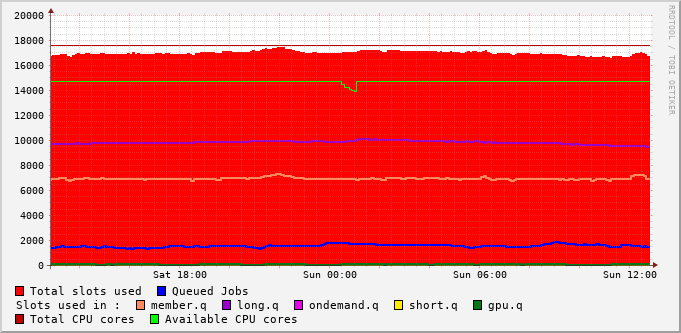 20000
18000
16000
14000
12000
10000
8000
6000
4000
2000
0
Sat 18:00 Sun 00:00 Sun 06:00 Sun 12:00
Total slots used Queued Jobs
Slots used in : member.q long.q ondemand.q short.q gpu.q
Total CPU cores Available CPU cores
RRDTOOL / TOBI OETIKER